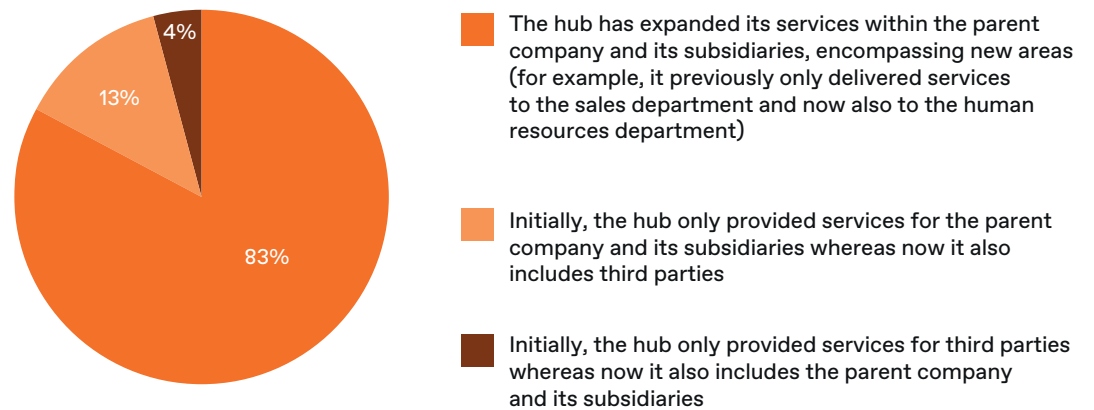 4%
13%
83%
The hub has expanded its services within the parent
company and its subsidiaries, encompassing new areas
(for example, it previously only delivered services
to the sales department and now also to the human
resources department)
Initially, the hub only provided services for the parent
company and its subsidiaries whereas now it also
includes third parties
Initially, the hub only provided services for third parties
whereas now it also includes the parent company
and its subsidiaries